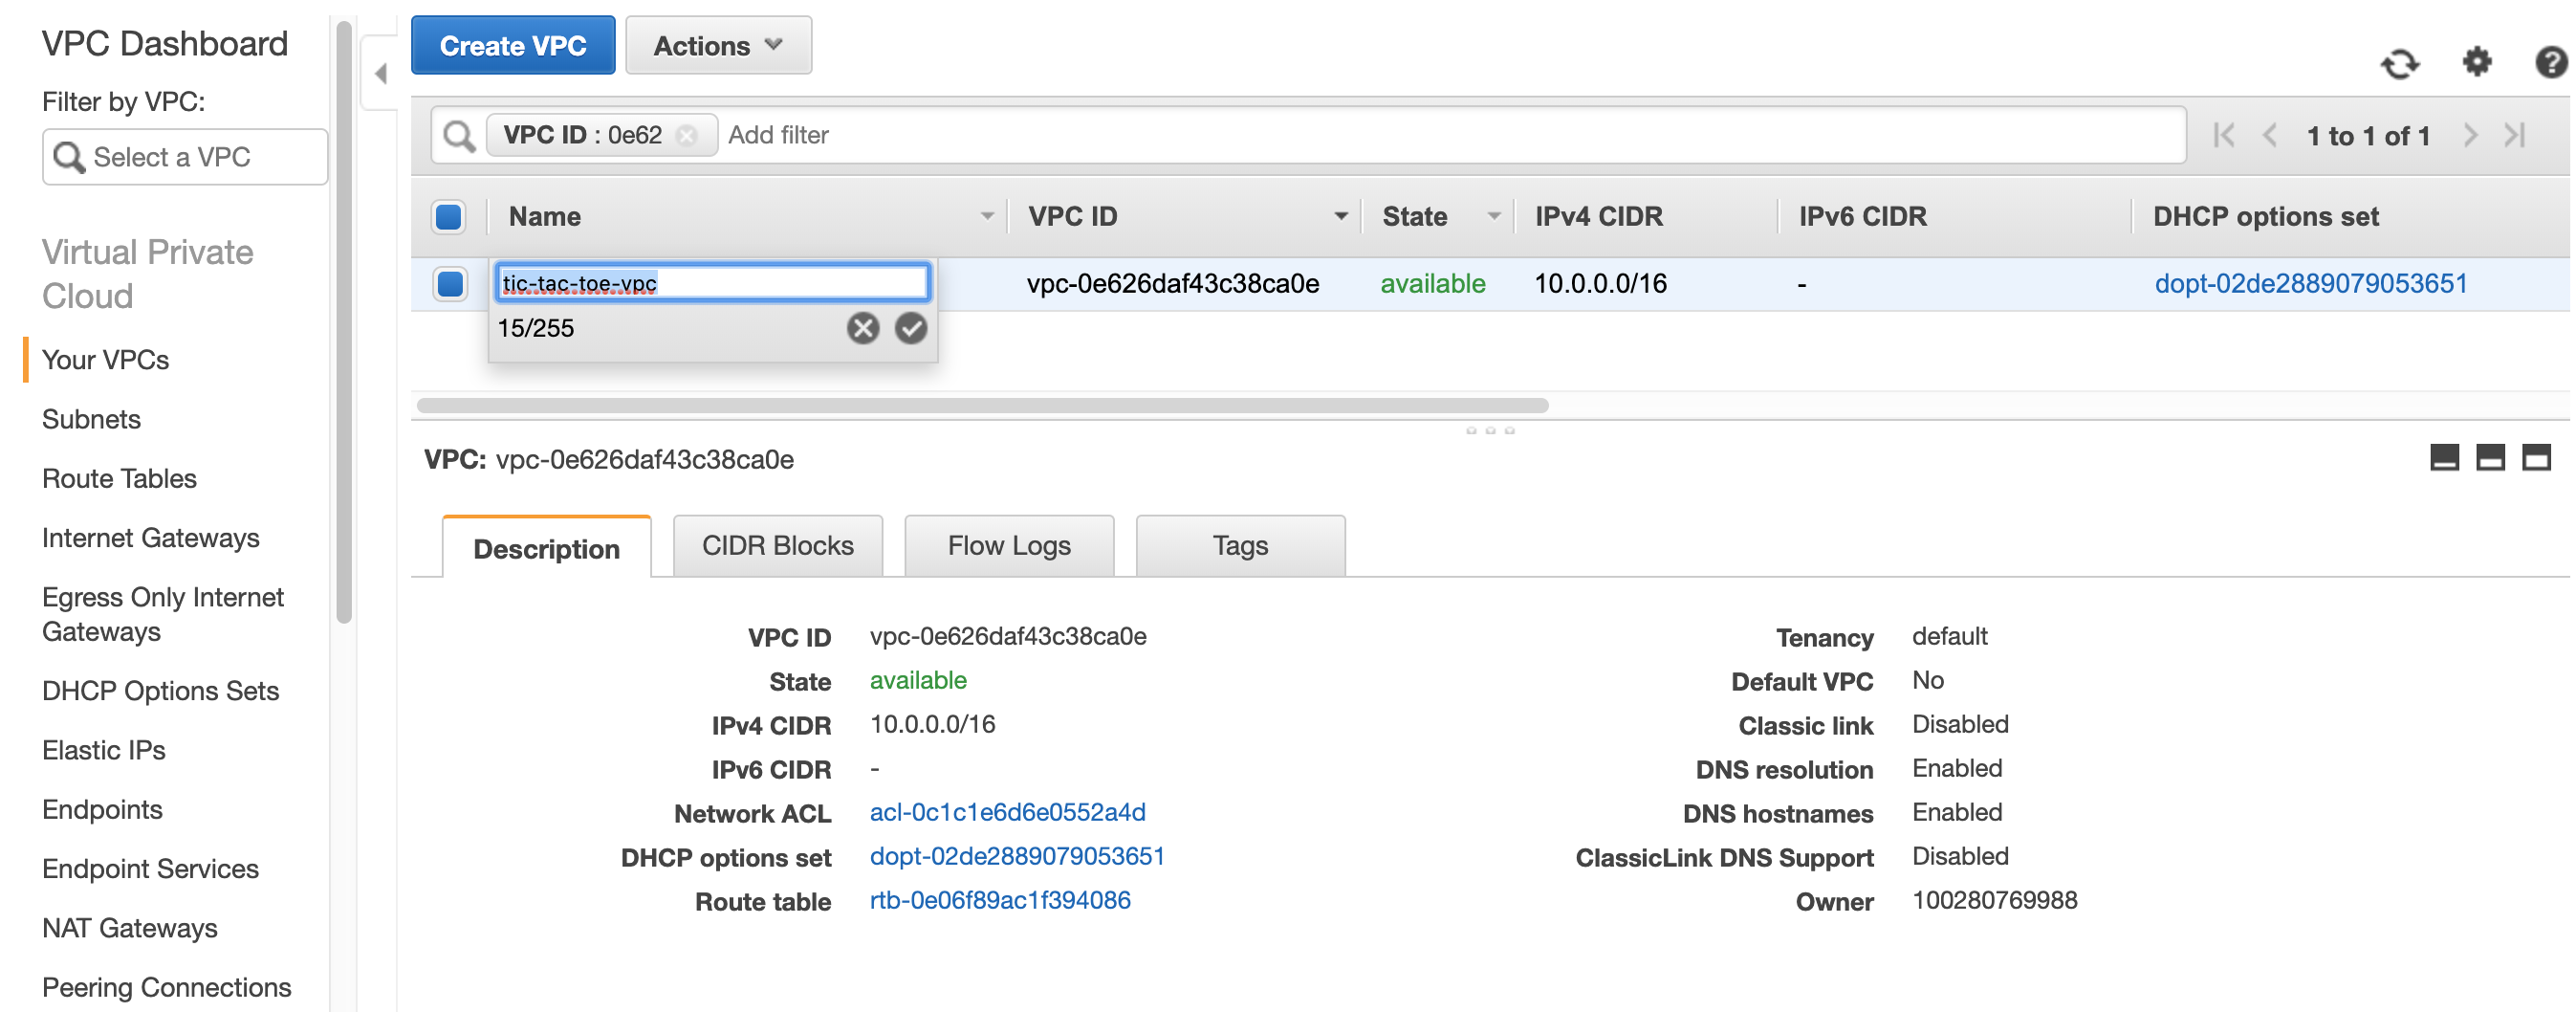 VPC Dashboard
Filter by VPC:
Select a VPC
Virtual Private
Cloud
Your VPCs
Subnets
Route Tables
Internet Gateways
Egress Only Internet
Gateways
DHCP Options Sets
Elastic IPs
Endpoints
Endpoint Services
NAT Gateways
Peering Connections
Create VPC Actions
VPC ID : 0e62 Add filter 1 to 1 of 1
Name VPC ID State IPv4 CIDR IPv6 CIDR DHCP options set
tic-tac-toe-vpc vpc-0e626daf43c38ca0e available 10.0.0.0/16 - dopt-02de2889079053651
15/255
VPC: vpc-0e626daf43c38ca0e
Description CIDR Blocks Flow Logs Tags
VPC ID vpc-0e626daf43c38ca0e
State available
IPv4 CIDR 10.0.0.0/16
IPv6 CIDR -
Network ACL acl-0c1c1e6d6e0552a4d
DHCP options set dopt-02de2889079053651
Route table rtb-0e06f89ac1f394086
Tenancy default
Default VPC No
Classic link Disabled
DNS resolution Enabled
DNS hostnames Enabled
ClassicLink DNS Support Disabled
Owner 100280769988